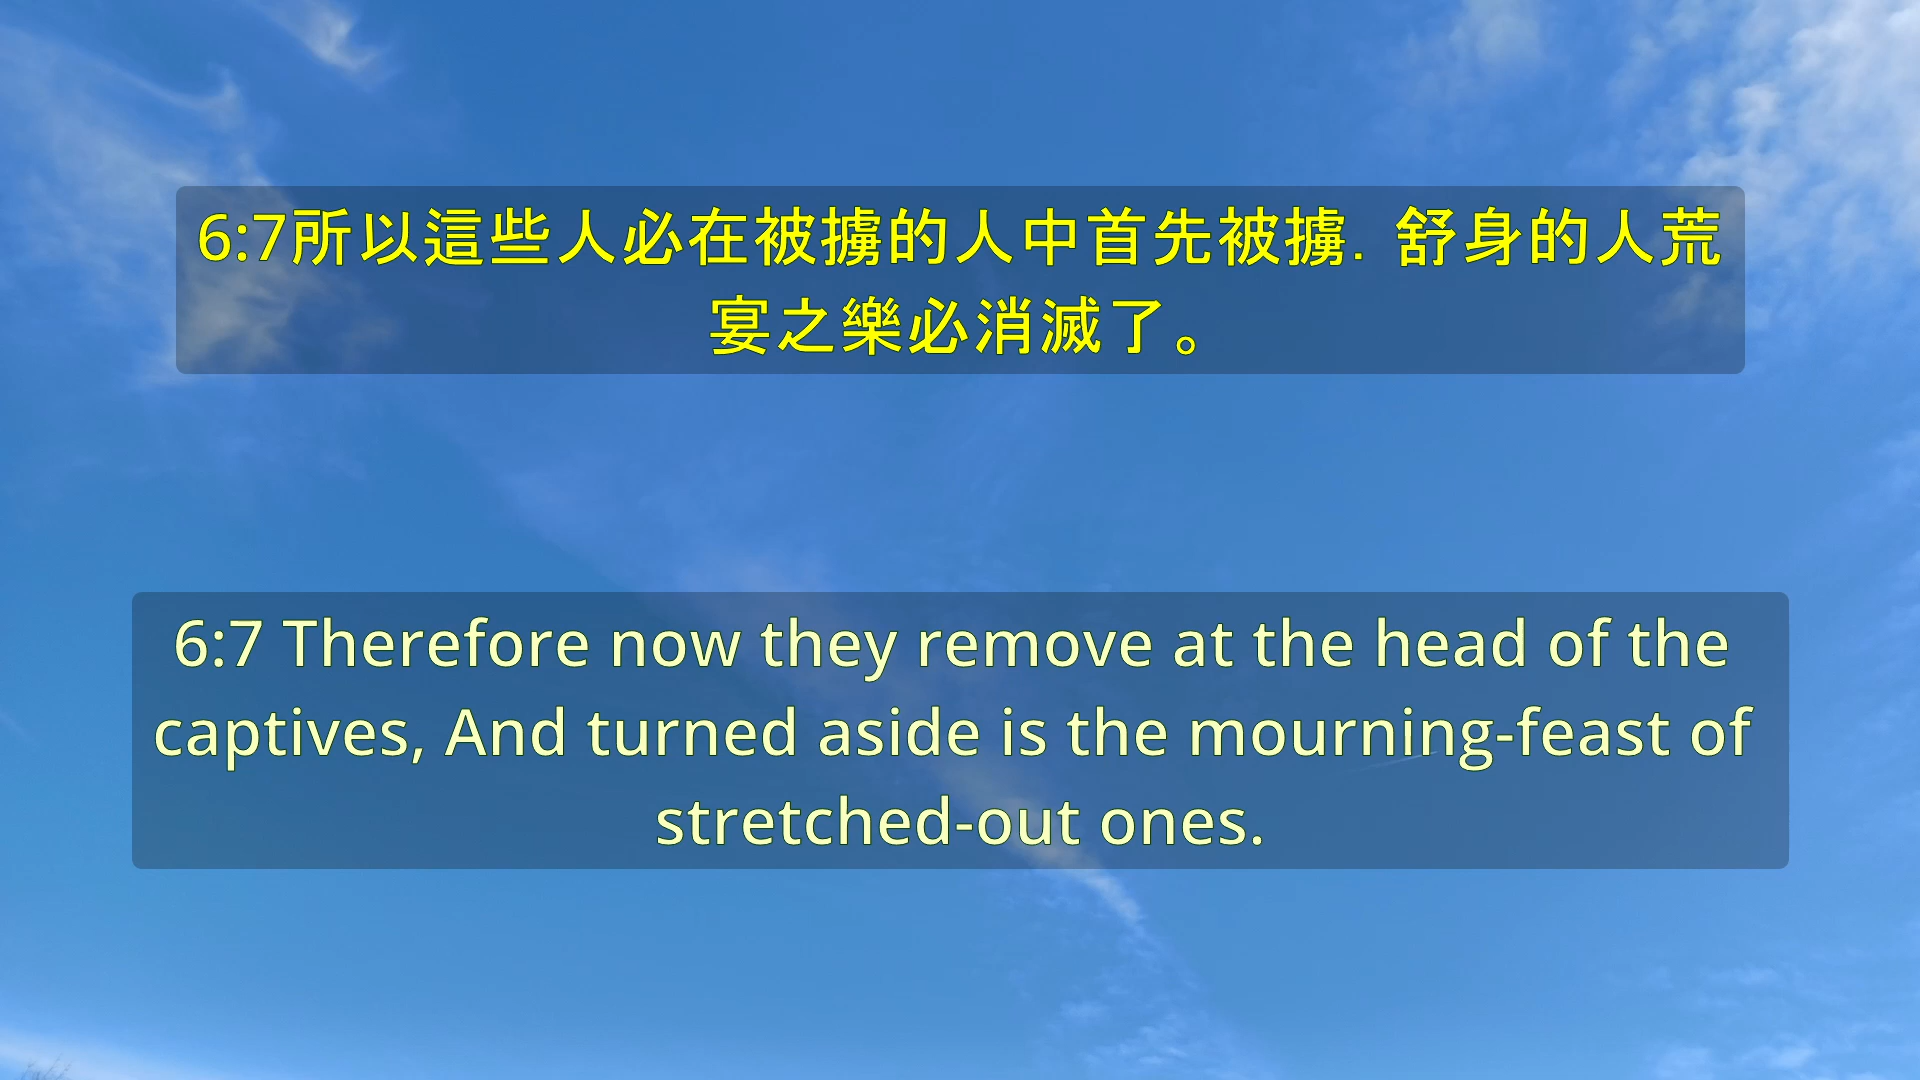 6:7所以這些人必在被擄的人中首先被擄. 舒身的人荒
宴之樂必消滅了。
6:7 Therefore now they remove at the head of the
captives, And turned aside is the mourning-feast of
stretched-out ones.